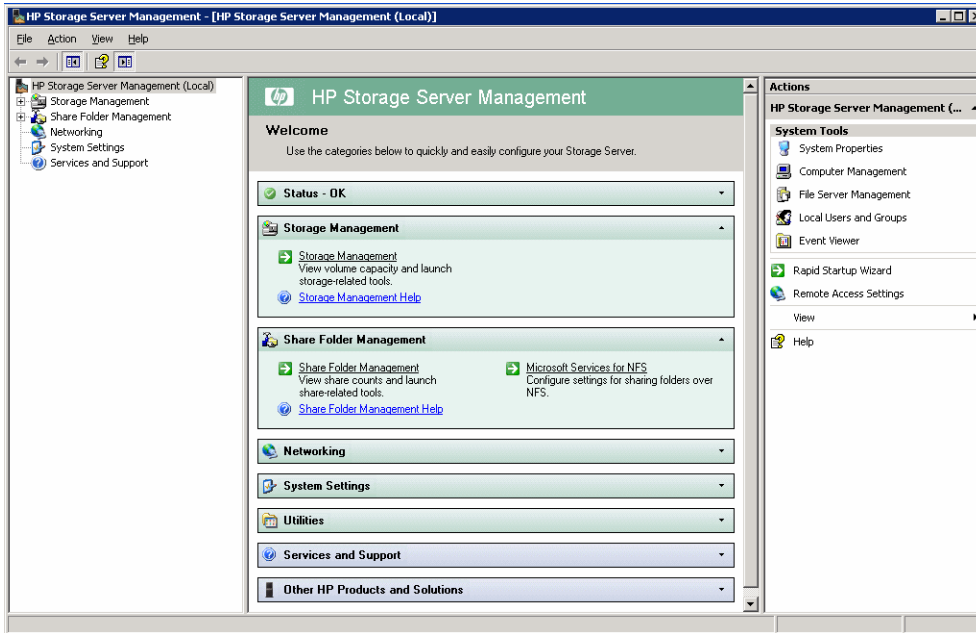 HP Storage Server Management - [HP Storage Server Management (Local)]
File Action View Help
HP Storage Server Management (Local)
Storage Management
Share Folder Management
Networking
System Settings
Services and Support
hp HP Storage Server Management
Welcome
Use the categories below to quickly and easily configure your Storage Server.
Status - OK
Storage Management
Storage Management
View volume capacity and launch
storage-related tools.
Storage Management Help
Share Folder Management
Share Folder Management
View share counts and launch
share-related tools.
Share Folder Management Help
Microsoft Services for NFS
Configure settings for sharing folders over
NFS.
Networking
System Settings
Utilities
Services and Support
Other HP Products and Solutions
Actions
HP Storage Server Management (...
System Tools
System Properties
Computer Management
File Server Management
Local Users and Groups
Event Viewer
Rapid Startup Wizard
Remote Access Settings
View
Help